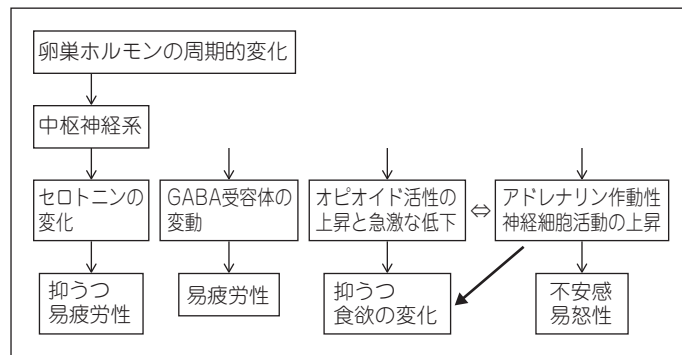 卵巣ホルモンの周期的変化
中枢神経系
セロトニンの
変化
GABA受容体の
変動
オピオイド活性の
上昇と急激な低下
⇔
アドレナリン作動性
神経細胞活動の上昇
抑うつ
易疲労性
易疲労性
抑うつ
食欲の変化
不安感
易怒性